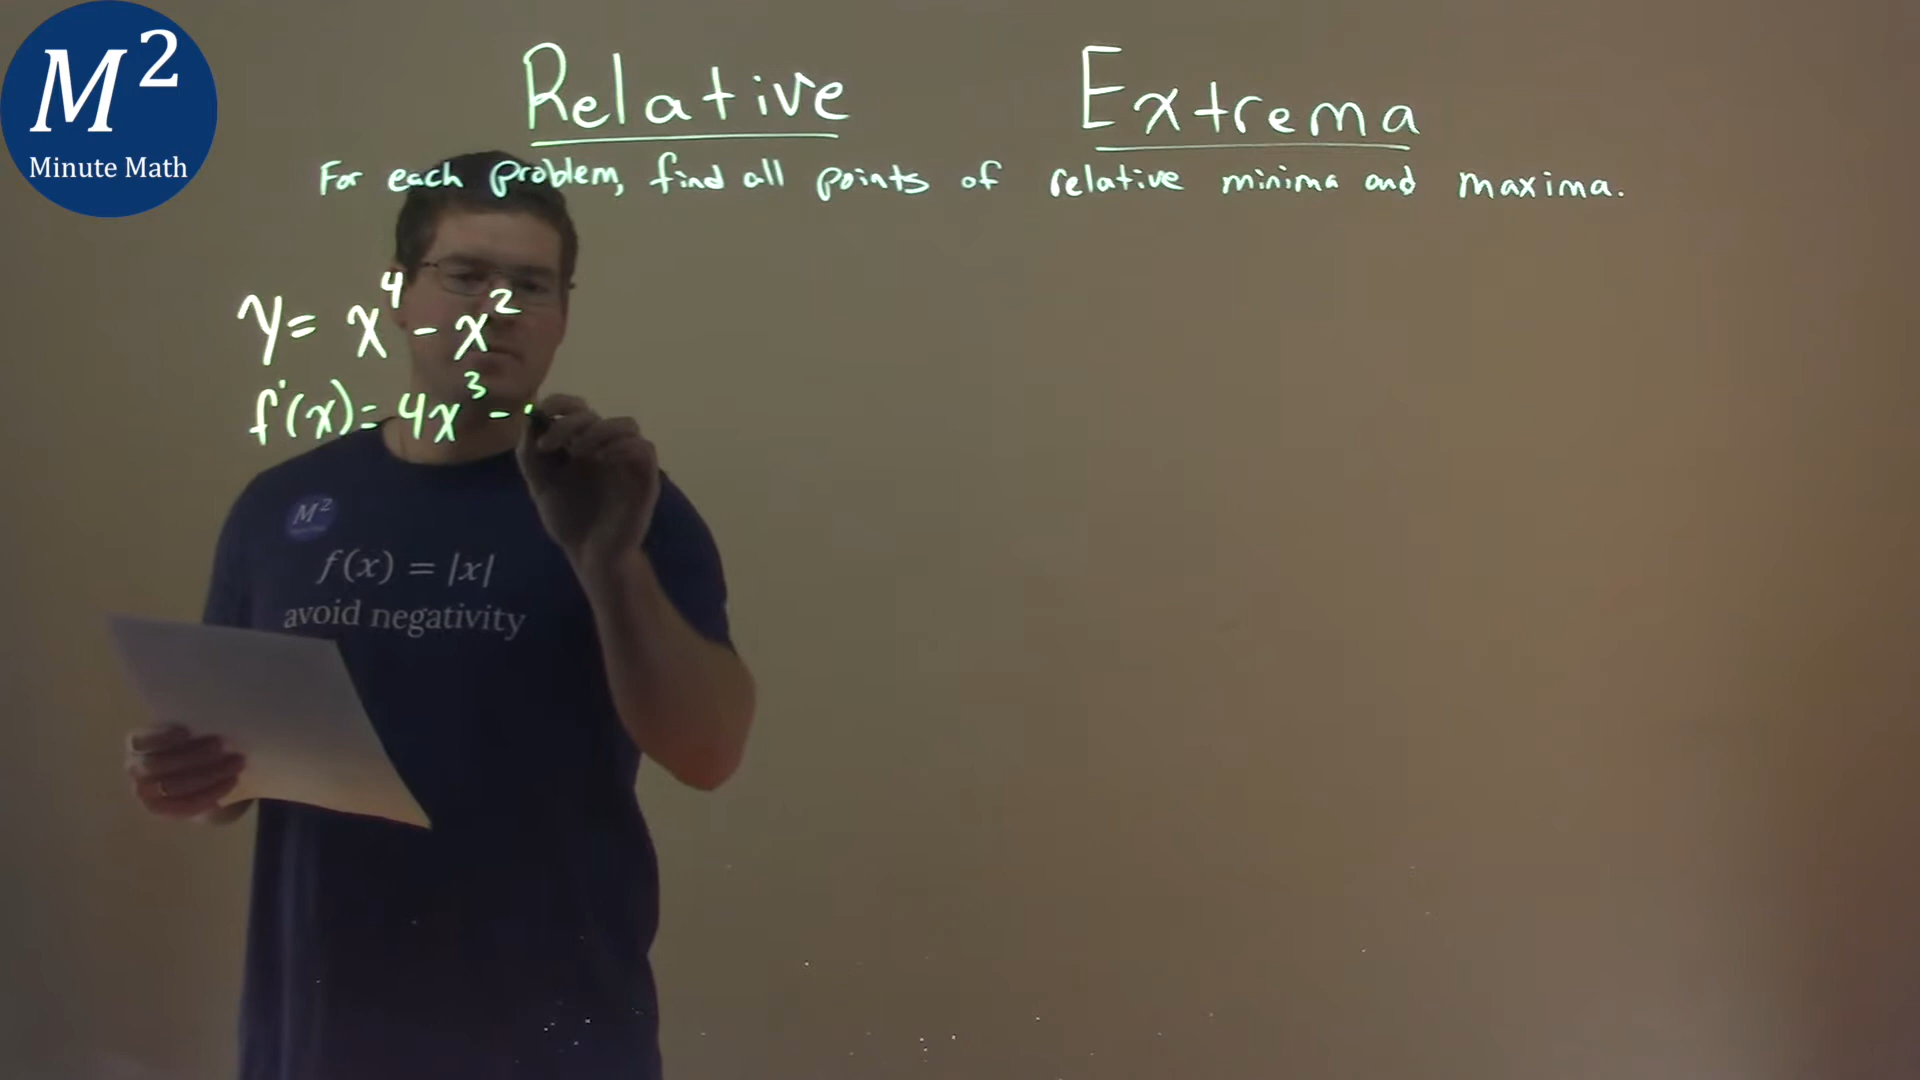 M²
Minute Math
Relative Extrema
For each problem, find all points of relative minima and maxima.
y = x⁴ - x²
f'(x) = 4x³ -
M²
f(x) = |x|
avoid negativity